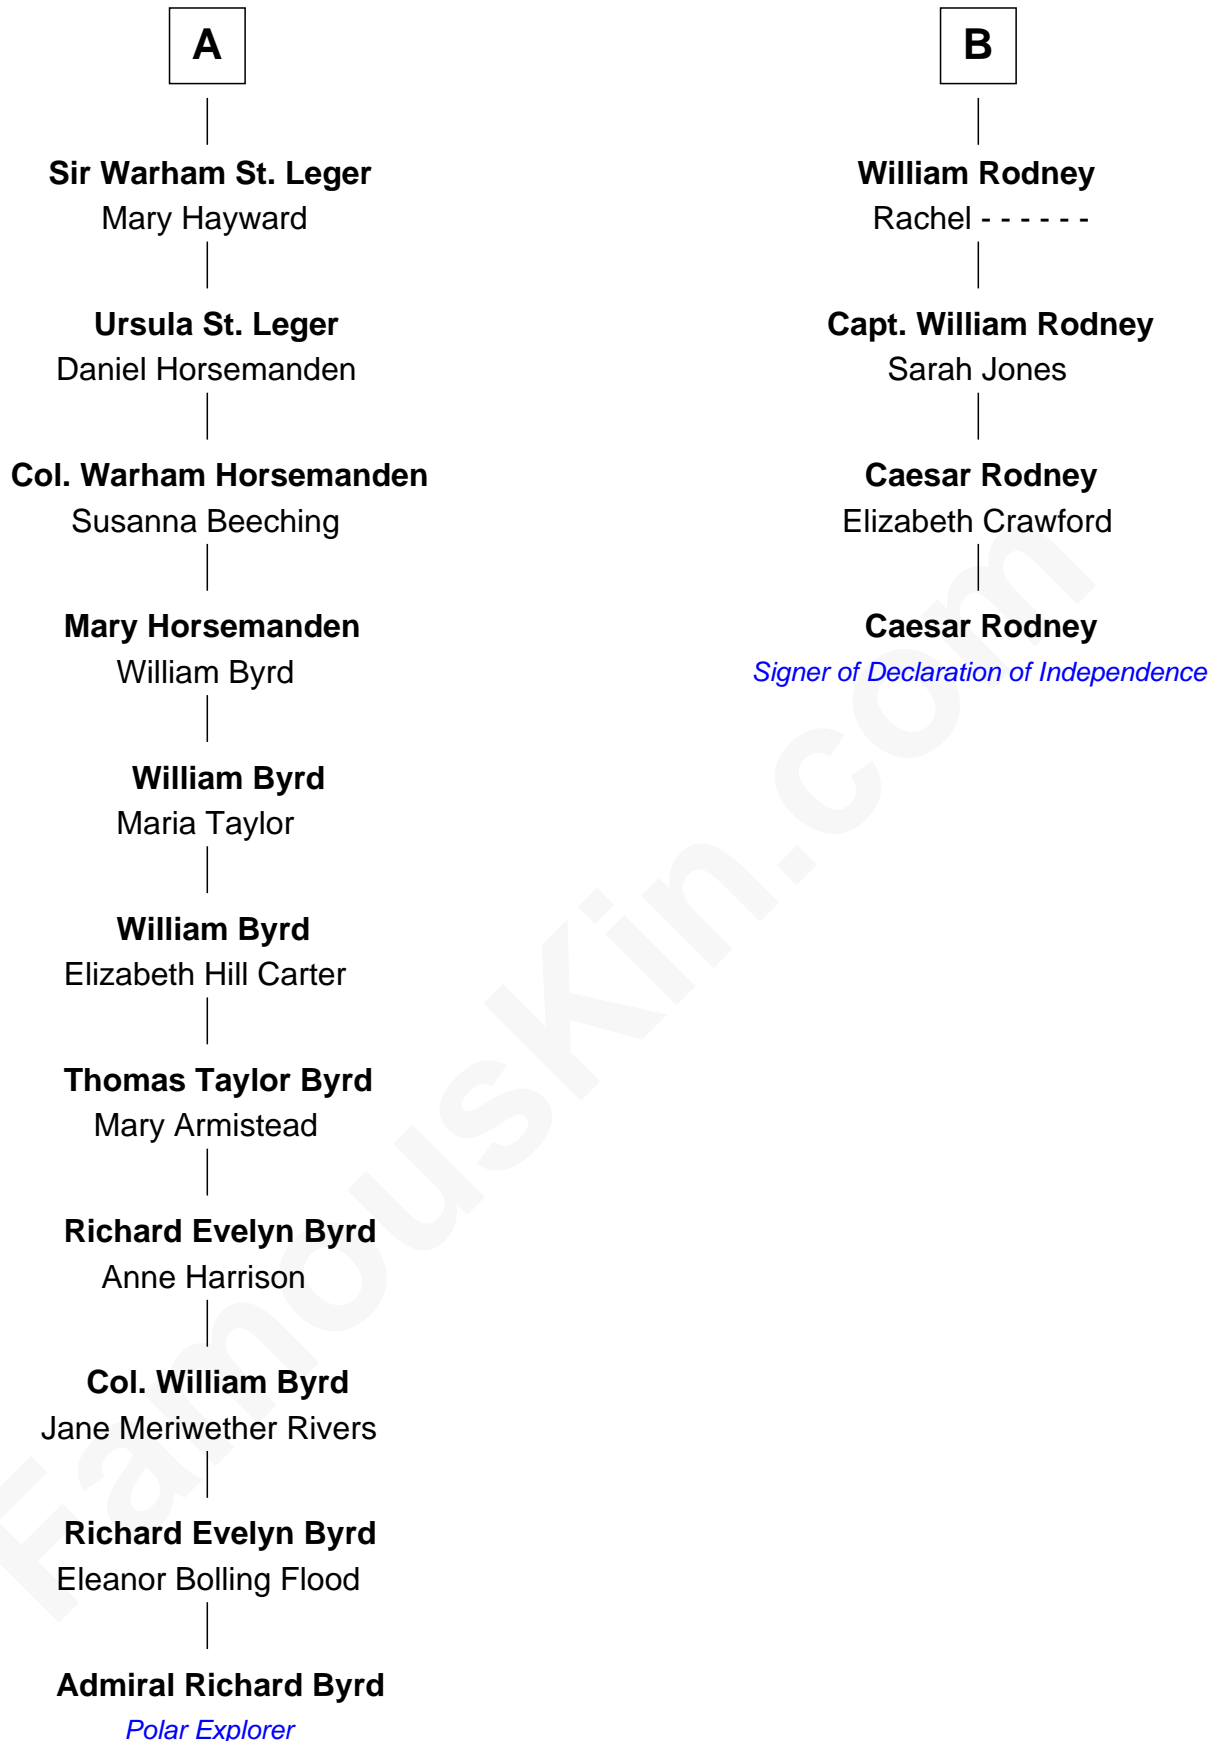 A
Sir Warham St. Leger
Mary Hayward
Ursula St. Leger
Daniel Horsemanden
Col. Warham Horsemanden
Susanna Beeching
Mary Horsemanden
William Byrd
William Byrd
Maria Taylor
William Byrd
Elizabeth Hill Carter
Thomas Taylor Byrd
Mary Armistead
Richard Evelyn Byrd
Anne Harrison
Col. William Byrd
Jane Meriwether Rivers
Richard Evelyn Byrd
Eleanor Bolling Flood
Admiral Richard Byrd
Polar Explorer
B
William Rodney
Rachel - - - - - -
Capt. William Rodney
Sarah Jones
Caesar Rodney
Elizabeth Crawford
Caesar Rodney
Signer of Declaration of Independence
FamousKin.com